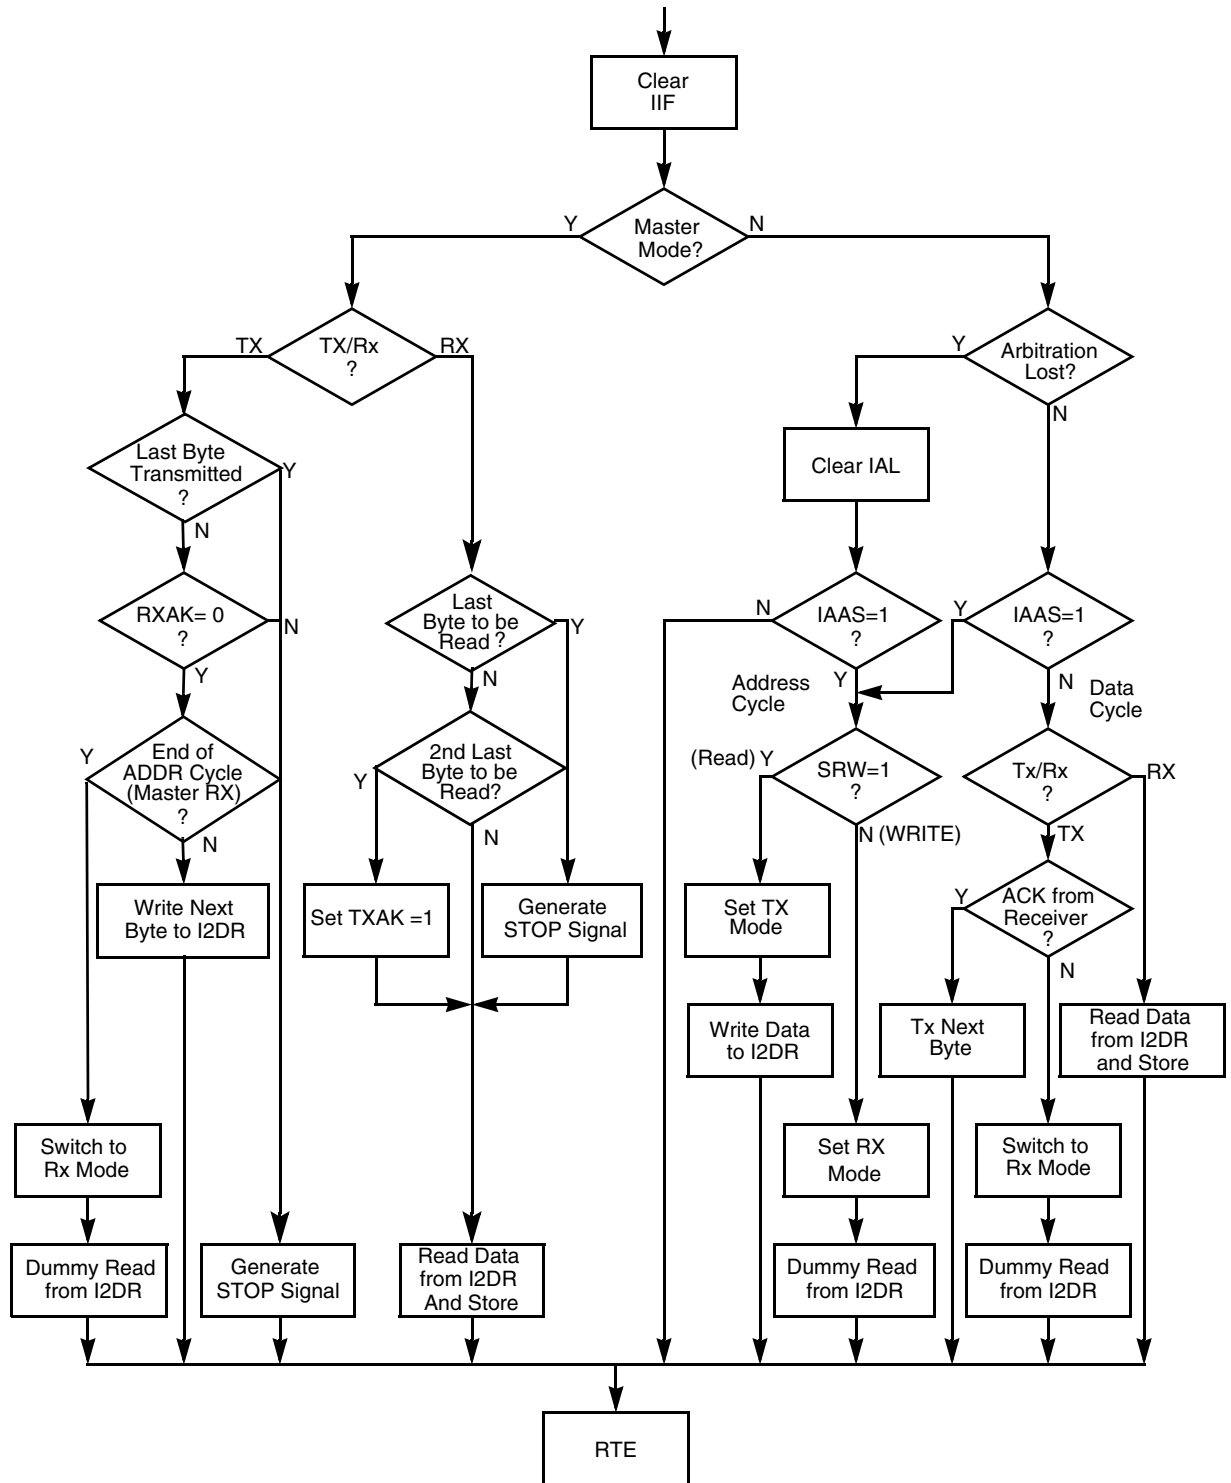 Clear
IIF
Y
Master
Mode?
N
TX
TX/Rx
?
RX
Y
Arbitration
Lost?
N
Last Byte
Transmitted
?
Y
N
Clear IAL
RXAK= 0
?
N
Y
Last
Byte to be
Read ?
Y
N
N
IAAS=1
?
Y
Y
IAAS=1
?
N
Address
Cycle
Data
Cycle
Y
End of
ADDR Cycle
(Master RX)
?
N
Y
2nd Last
Byte to be
Read?
N
(Read) Y
SRW=1
?
N (WRITE)
Tx/Rx
?
RX
TX
Write Next
Byte to I2DR
Set TXAK =1
Generate
STOP Signal
Set TX
Mode
Y
ACK from
Receiver
?
N
Write Data
to I2DR
Tx Next
Byte
Read Data
from I2DR
and Store
Switch to
Rx Mode
Set RX
Mode
Switch to
Rx Mode
Dummy Read
from I2DR
Generate
STOP Signal
Read Data
from I2DR
And Store
Dummy Read
from I2DR
Dummy Read
from I2DR
RTE